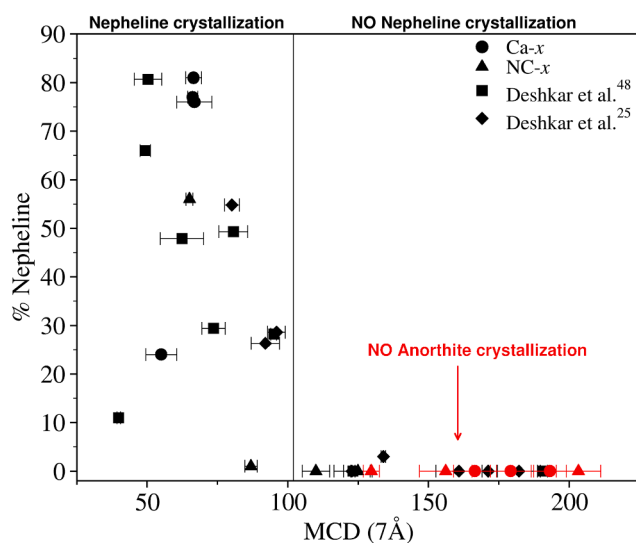 Nepheline crystallization
NO Nepheline crystallization
90
80
70
60
50
40
30
20
10
0
% Nepheline
Ca-x
NC-x
Deshkar et al.48
Deshkar et al.25
NO Anorthite crystallization
50
100
150
200
MCD (7Å)